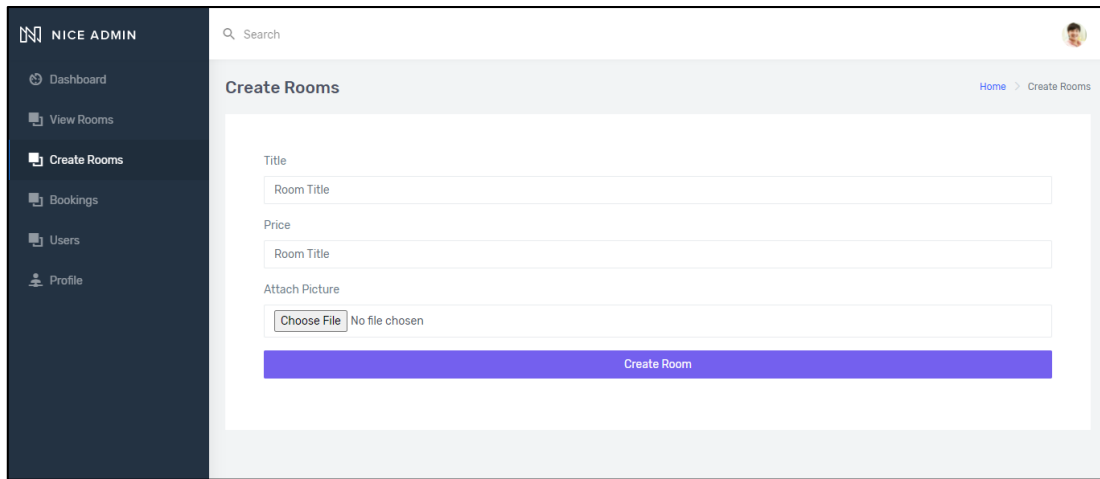 NICE ADMIN
Search
Dashboard
View Rooms
Create Rooms
Bookings
Users
Profile
Create Rooms
Home > Create Rooms
Title
Room Title
Price
Room Title
Attach Picture
Choose File No file chosen
Create Room